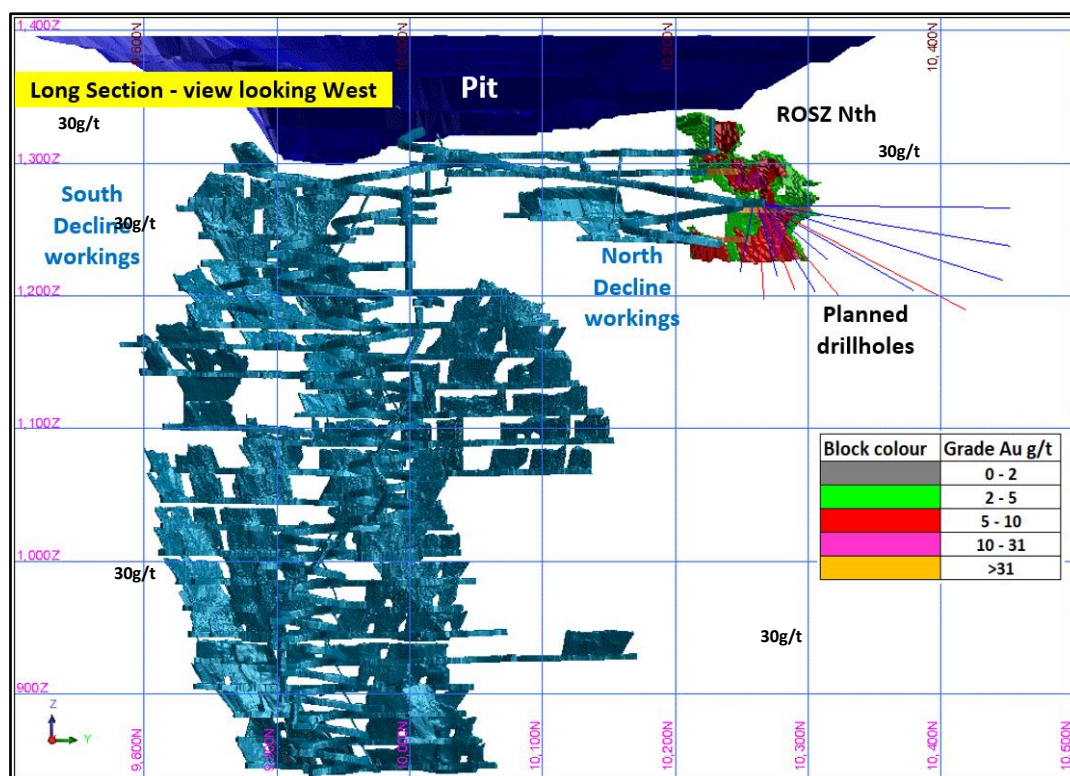 1,400Z
9,800N
10,000N
10,200N
10,400N
Long Section - view looking West
Pit
30g/t
ROSZ Nth
30g/t
1,300Z
South
Decline
workings
30g/t
North
Decline
workings
1,200Z
Planned
drillholes
1,100Z
Block colour Grade Au g/t
0 - 2
2 - 5
5 - 10
10 - 31
>31
1,000Z
30g/t
30g/t
900Z
Z
Y
9,800N
9,900N
10,000N
10,100N
10,200N
10,300N
10,400N
10,500N